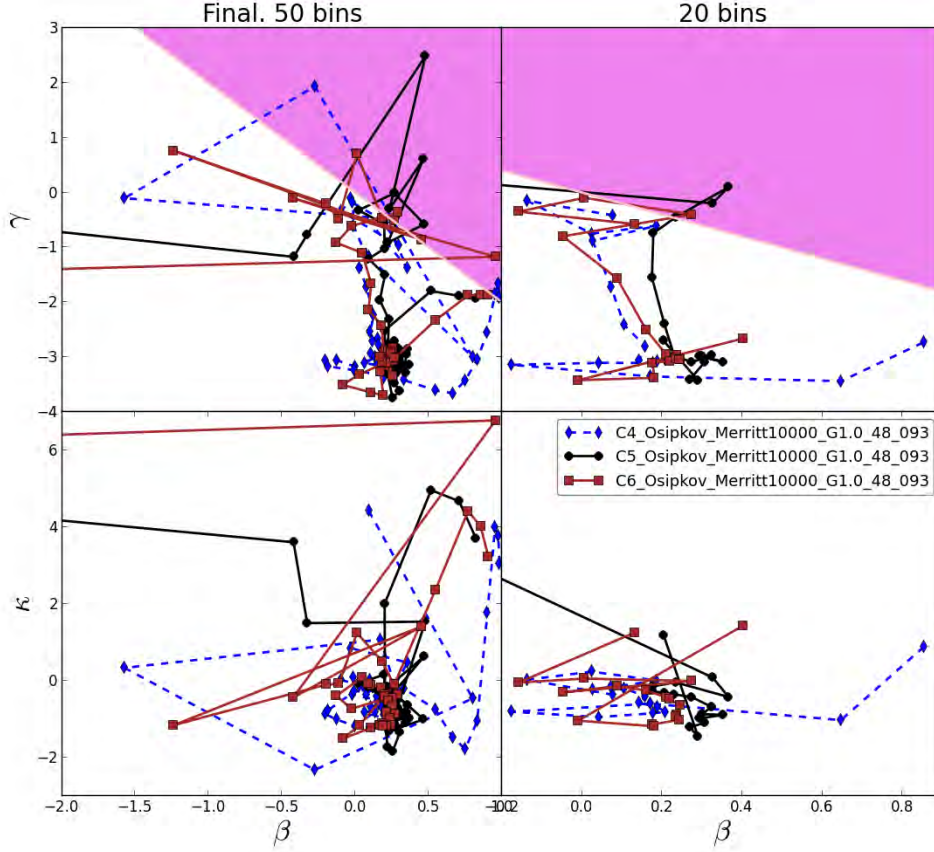 Final. 50 bins
20 bins
3
2
1
0
−1
−2
−3
−4
γ
6
4
2
0
−2
κ
C4_Osipkov_Merritt10000_G1.0_48_093
C5_Osipkov_Merritt10000_G1.0_48_093
C6_Osipkov_Merritt10000_G1.0_48_093
−2.0 −1.5 −1.0 −0.5 0.0 0.5
0.0 0.2 0.4 0.6 0.8
β
β